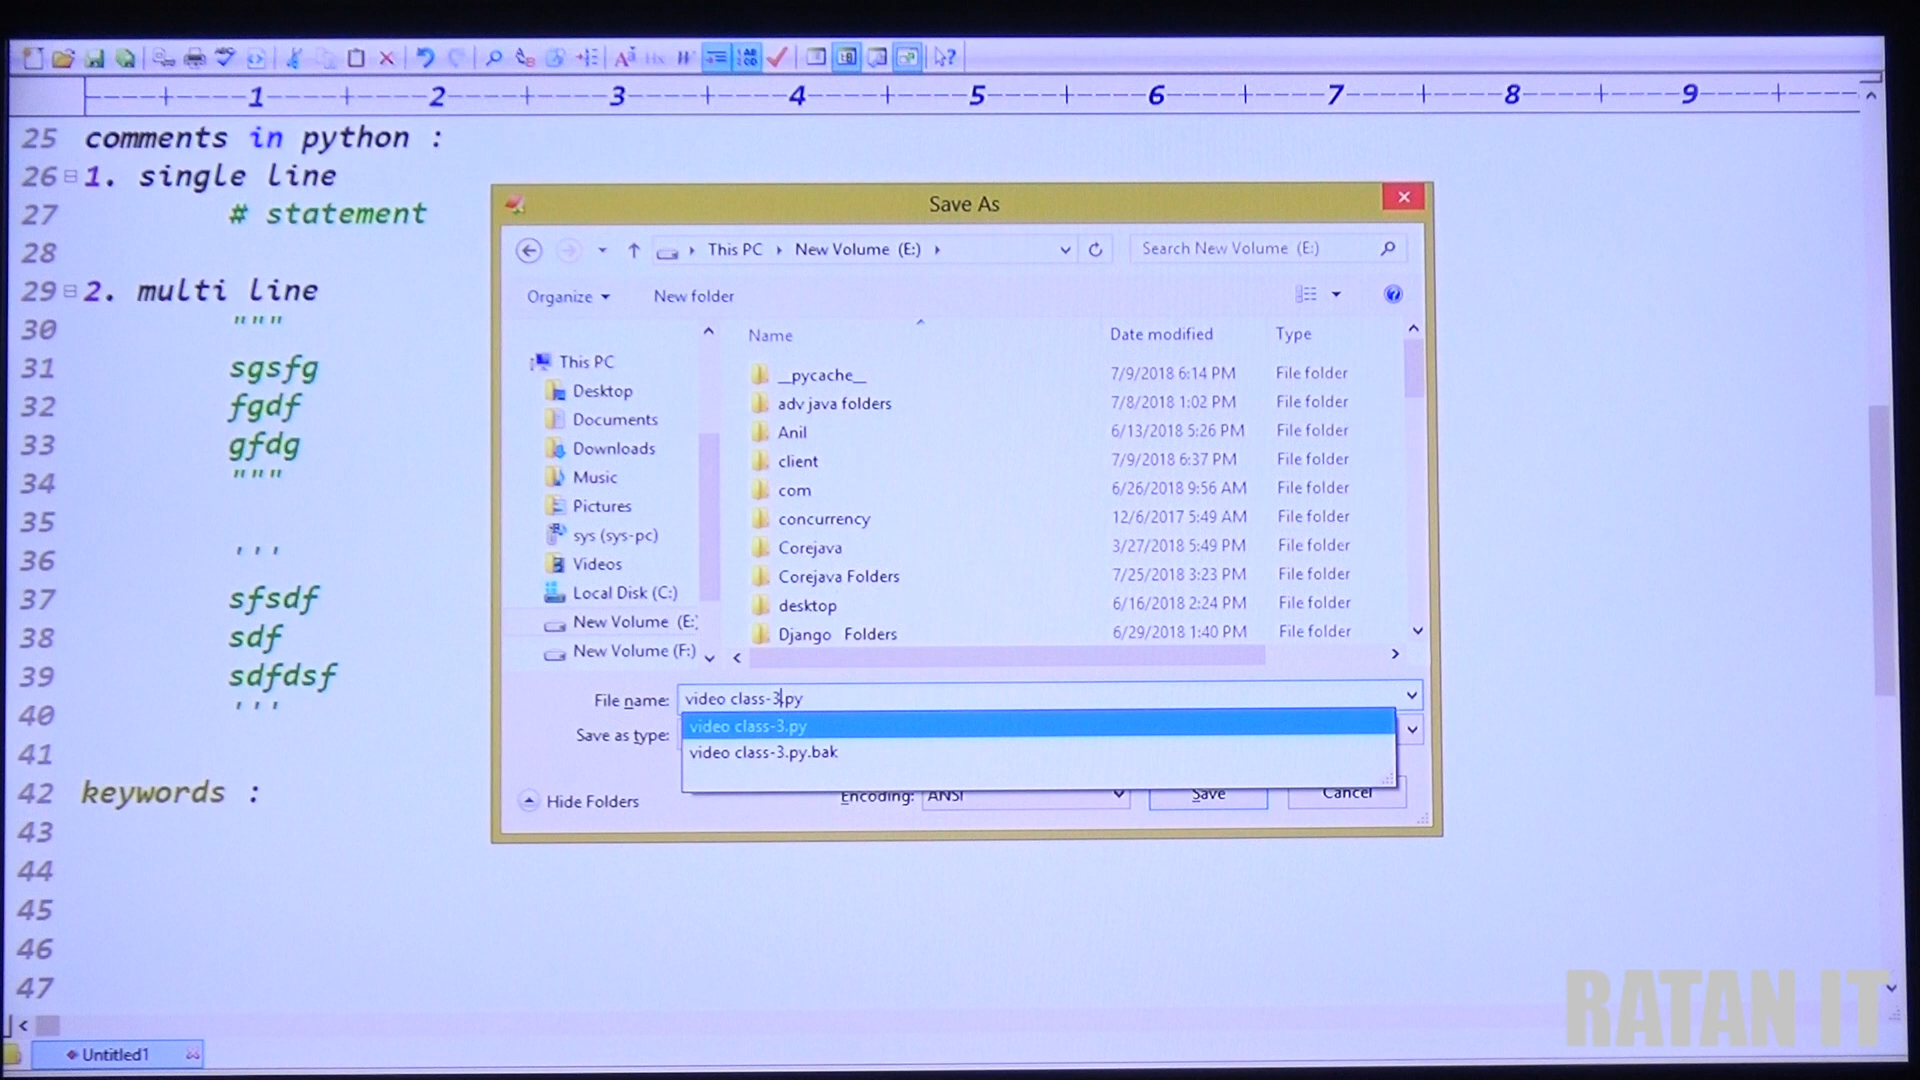 ----+----1----+----2----+----3----+----4----+----5----+----6----+----7----+----8----+----9----+----
25 comments in python :
26 1. single line
27 # statement
28
29 2. multi line
30 """
31 sgsfg
32 fgdf
33 gfdg
34 """
35
36 '''
37 sfsdf
38 sdf
39 sdfdsf
40 '''
41
42 keywords :
43
44
45
46
47
Untitled1
Save As
This PC New Volume (E:)
Search New Volume (E:)
Organize New folder
This PC
Desktop
Documents
Downloads
Music
Pictures
sys (sys-pc)
Videos
Local Disk (C:)
New Volume (E:
New Volume (F:)
Name Date modified Type
__pycache__ 7/9/2018 6:14 PM File folder
adv java folders 7/8/2018 1:02 PM File folder
Anil 6/13/2018 5:26 PM File folder
client 7/9/2018 6:37 PM File folder
com 6/26/2018 9:56 AM File folder
concurrency 12/6/2017 5:49 AM File folder
Corejava 3/27/2018 5:49 PM File folder
Corejava Folders 7/25/2018 3:23 PM File folder
desktop 6/16/2018 2:24 PM File folder
Django Folders 6/29/2018 1:40 PM File folder
File name: video class-3.py
video class-3.py
Save as type:
video class-3.py.bak
Hide Folders
Encoding: ANSI
Save
Cancel
RATAN IT